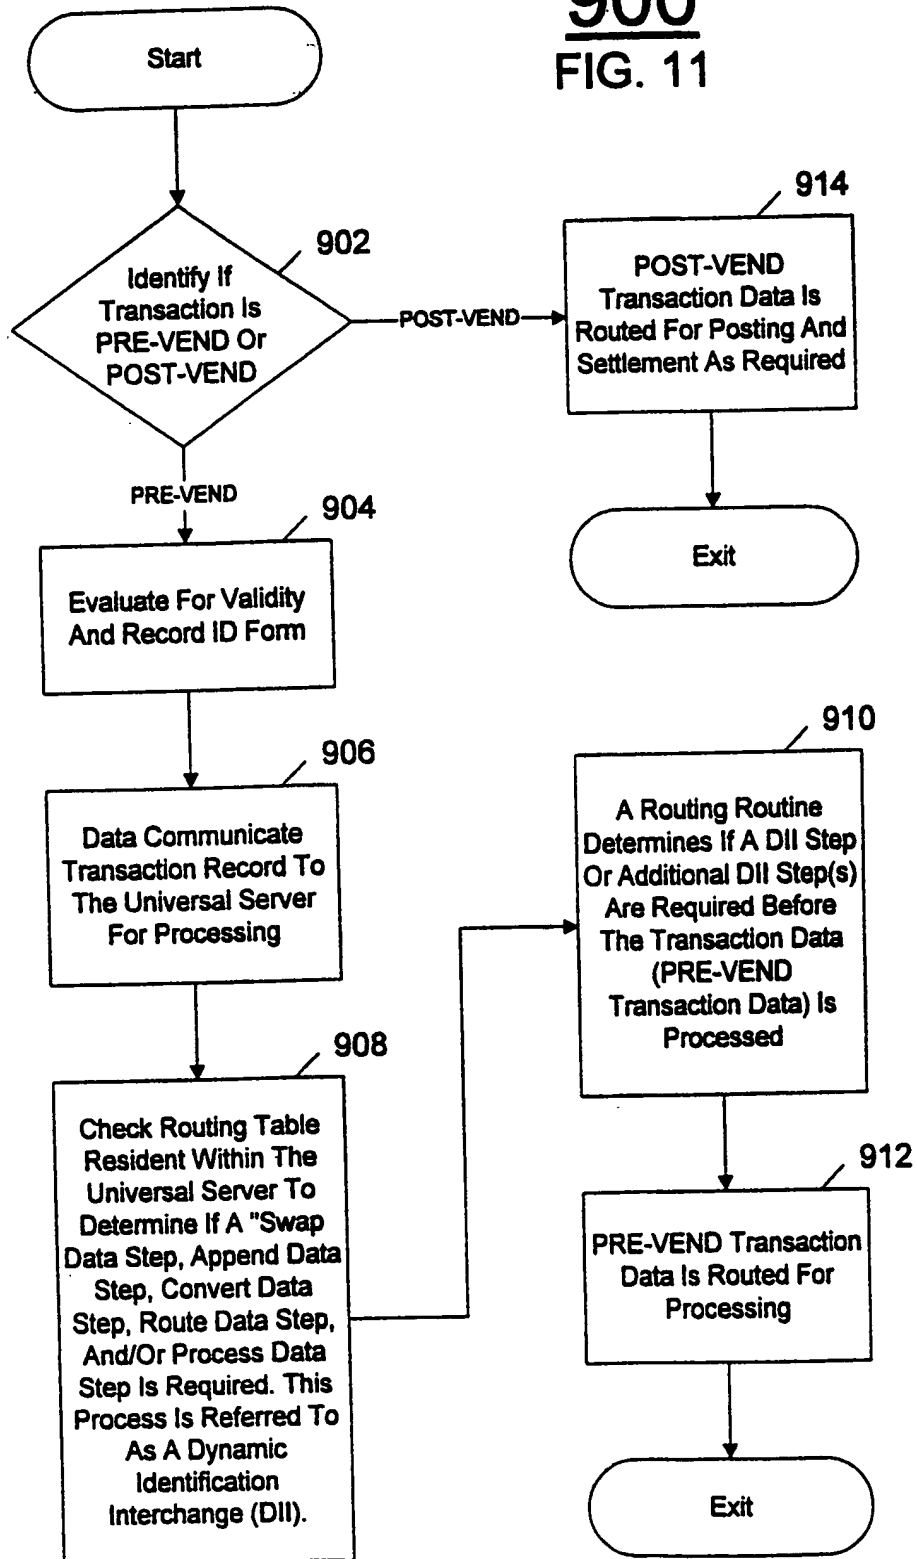 900
FIG. 11
Start
902
Identify If
Transaction Is
PRE-VEND Or
POST-VEND
POST-VEND
914
POST-VEND
Transaction Data Is
Routed For Posting And
Settlement As Required
Exit
PRE-VEND
904
Evaluate For Validity
And Record ID Form
906
Data Communicate
Transaction Record To
The Universal Server
For Processing
908
Check Routing Table
Resident Within The
Universal Server To
Determine If A "Swap
Data Step, Append Data
Step, Convert Data
Step, Route Data Step,
And/Or Process Data
Step Is Required. This
Process Is Referred To
As A Dynamic
Identification
Interchange (DII).
910
A Routing Routine
Determines If A DII Step
Or Additional DII Step(s)
Are Required Before
The Transaction Data
(PRE-VEND
Transaction Data) Is
Processed
912
PRE-VEND Transaction
Data Is Routed For
Processing
Exit